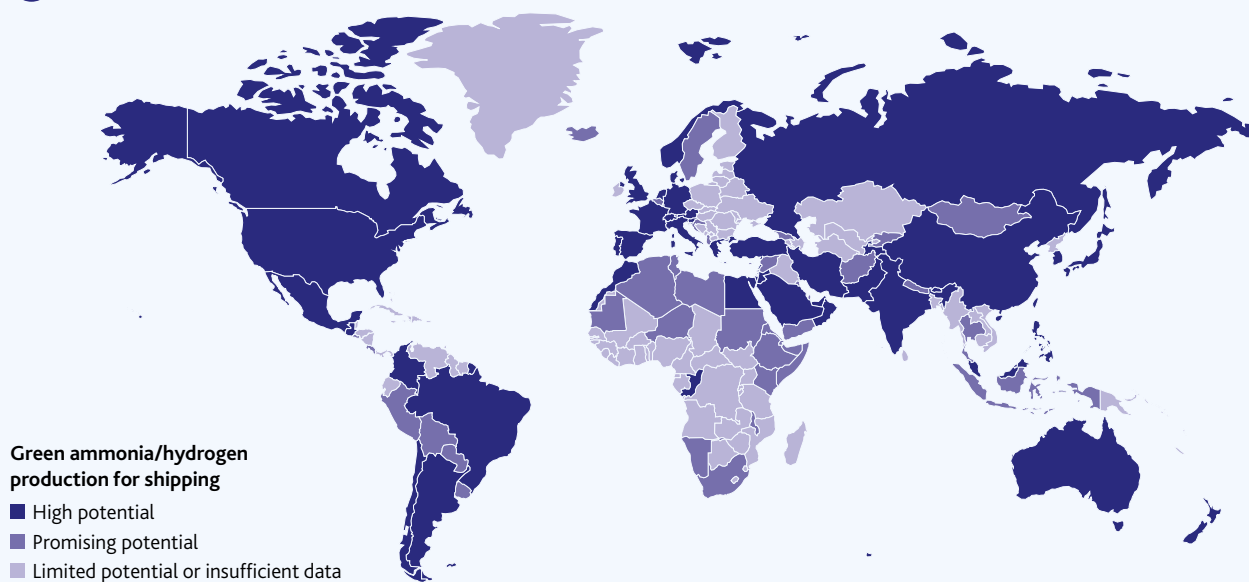 Green ammonia/hydrogen
production for shipping
High potential
Promising potential
Limited potential or insufficient data